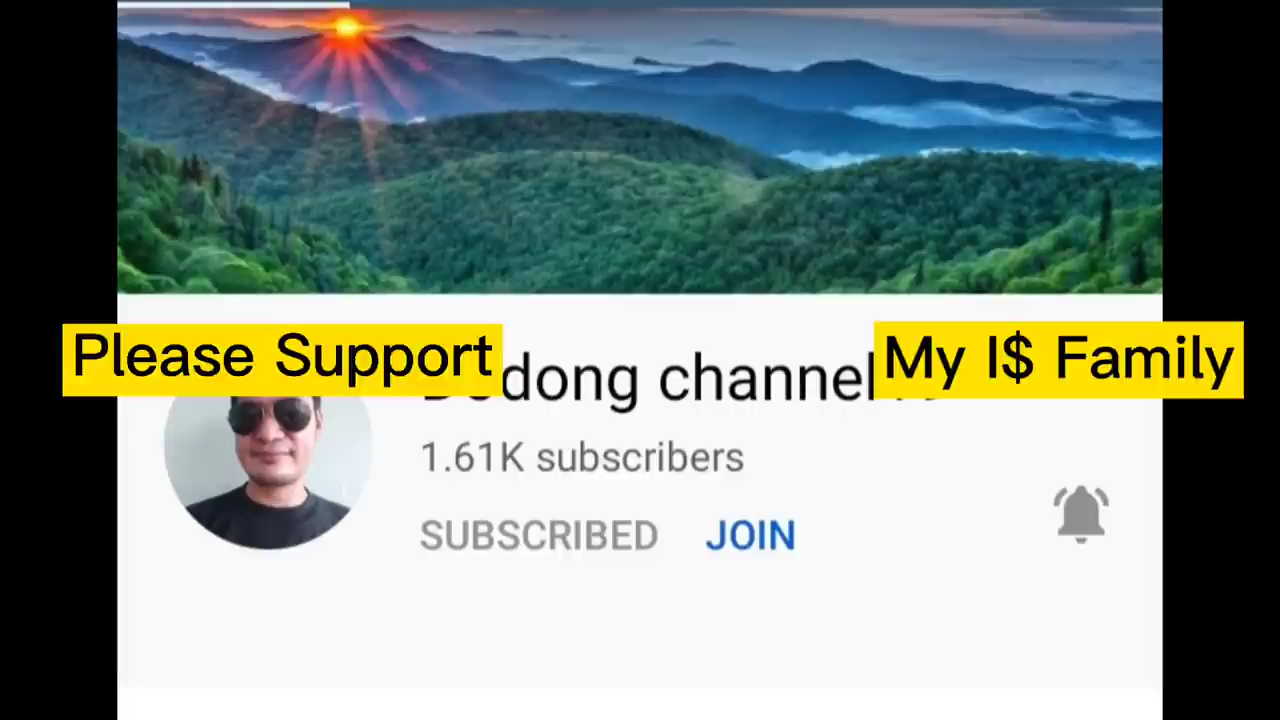 Please Support
My I$ Family
dong channel
1.61K subscribers
SUBSCRIBED JOIN